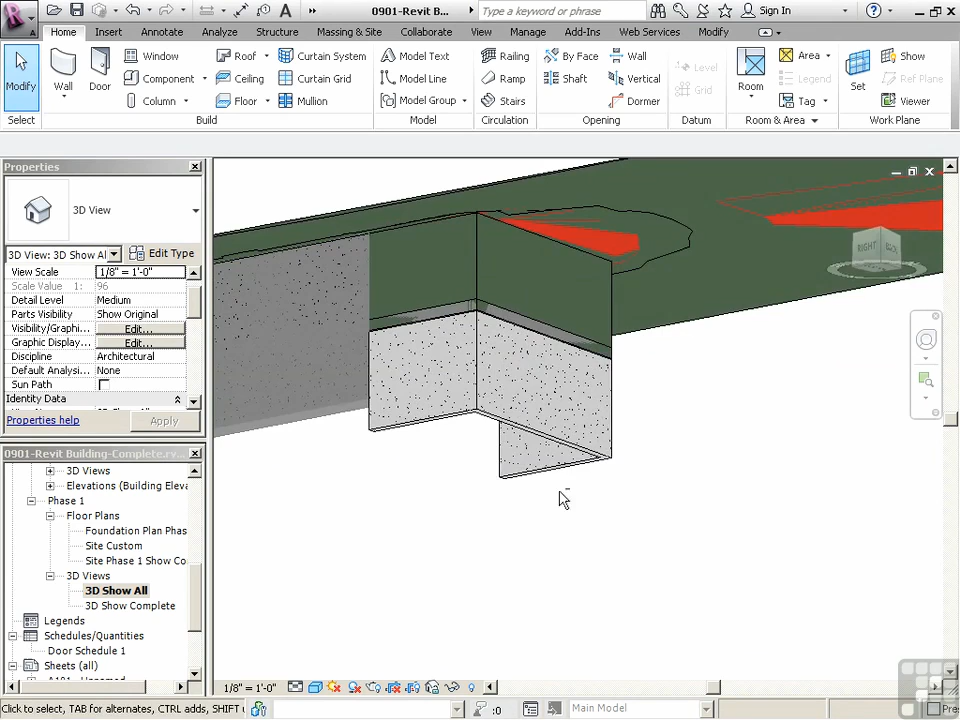 0901-Revit B...
Type a keyword or phrase
Sign In
Home Insert Annotate Analyze Structure Massing & Site Collaborate View Manage Add-Ins Web Services Modify
Modify Wall Door Window Roof Curtain System Model Text Railing By Face Wall Level Room Area Set Show
Component Ceiling Curtain Grid Model Line Ramp Shaft Vertical Grid Legend Ref Plane
Column Floor Mullion Model Group Stairs Dormer Tag Viewer
Select Build Model Circulation Opening Datum Room & Area Work Plane
Properties
3D View
3D View: 3D Show Al Edit Type
View Scale 1/8" = 1'-0"
Scale Value 1: 96
Detail Level Medium
Parts Visibility Show Original
Visibility/Graphi... Edit...
Graphic Display... Edit...
Discipline Architectural
Default Analysi... None
Sun Path
Identity Data
Properties help Apply
0901-Revit Building-Complete.rv...
3D Views
Elevations (Building Eleva
Phase 1
Floor Plans
Foundation Plan Phas
Site Custom
Site Phase 1 Show Co
3D Views
3D Show All
3D Show Complete
Legends
Schedules/Quantities
Door Schedule 1
Sheets (all)
RIGHT BACK
1/8" = 1'-0"
Click to select, TAB for alternates, CTRL adds, SHIFT u
:0
Main Model